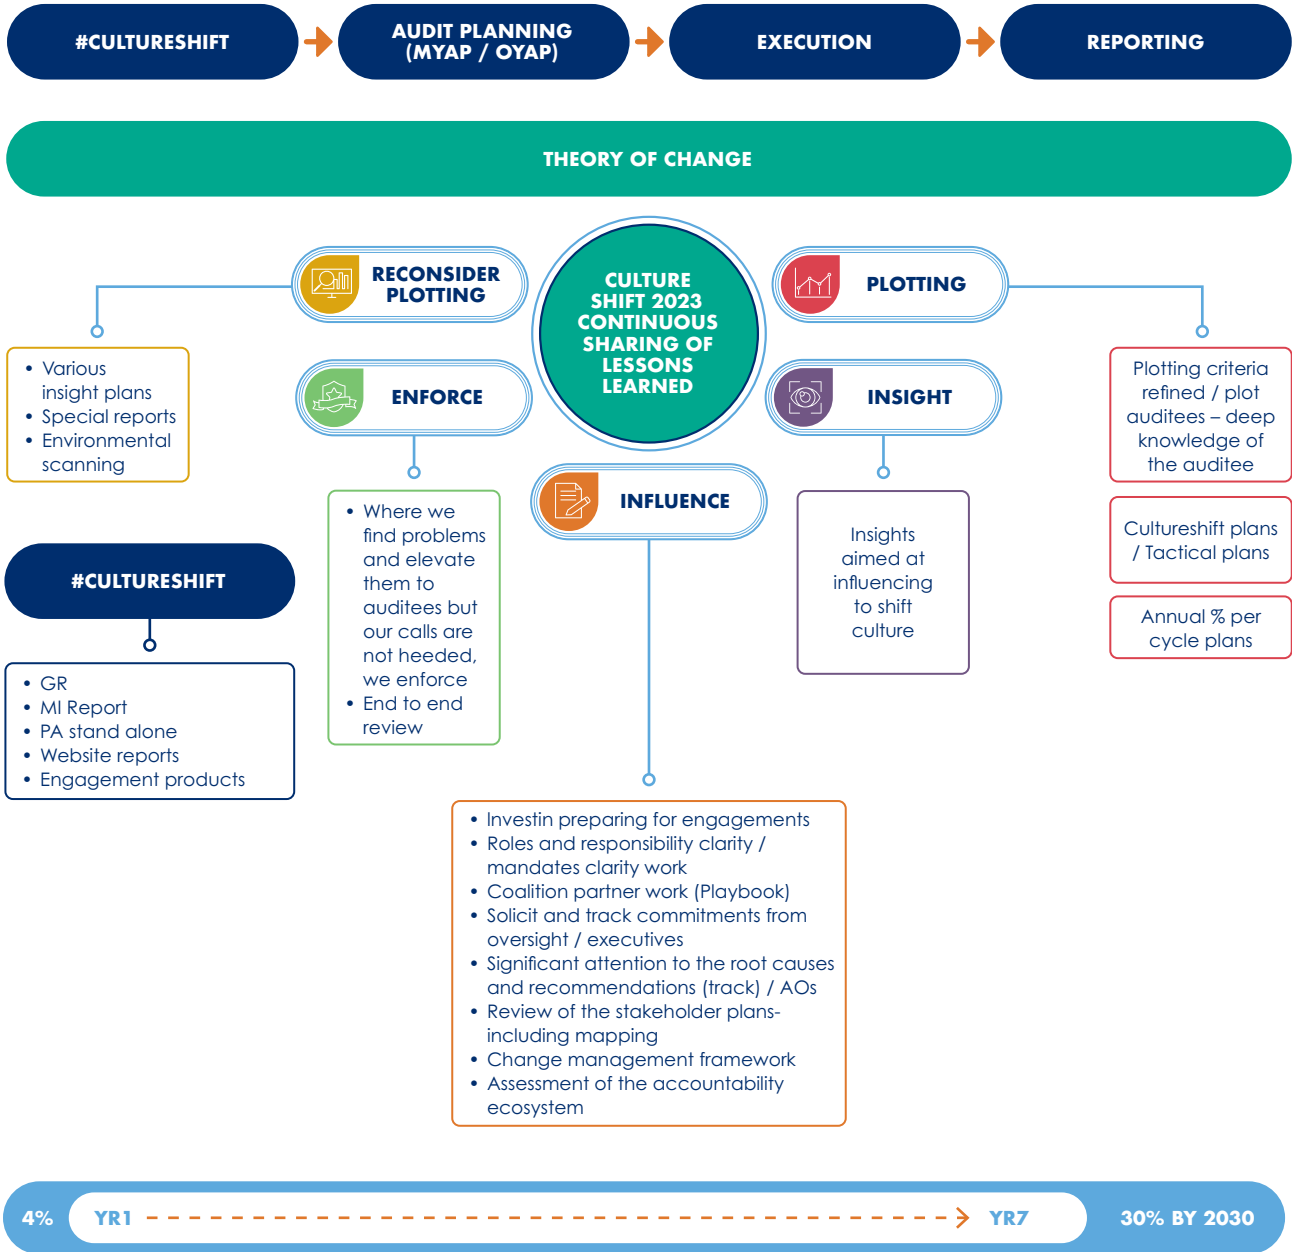 #CULTURESHIFT
AUDIT PLANNING
(MYAP / OYAP)
EXECUTION
REPORTING
THEORY OF CHANGE
RECONSIDER
PLOTTING
CULTURE
SHIFT 2023
CONTINUOUS
SHARING OF
LESSONS
LEARNED
PLOTTING
ENFORCE
INSIGHT
INFLUENCE
• Various
insight plans
• Special reports
• Environmental
scanning
• Where we
find problems
and elevate
them to
auditees but
our calls are
not heeded,
we enforce
• End to end
review
Insights
aimed at
influencing
to shift
culture
Plotting criteria
refined / plot
auditees – deep
knowledge of
the auditee
Cultureshift plans
/ Tactical plans
Annual % per
cycle plans
#CULTURESHIFT
• GR
• MI Report
• PA stand alone
• Website reports
• Engagement products
• Investin preparing for engagements
• Roles and responsibility clarity /
mandates clarity work
• Coalition partner work (Playbook)
• Solicit and track commitments from
oversight / executives
• Significant attention to the root causes
and recommendations (track) / AOs
• Review of the stakeholder plans-
including mapping
• Change management framework
• Assessment of the accountability
ecosystem
4%
YR1
YR7
30% BY 2030